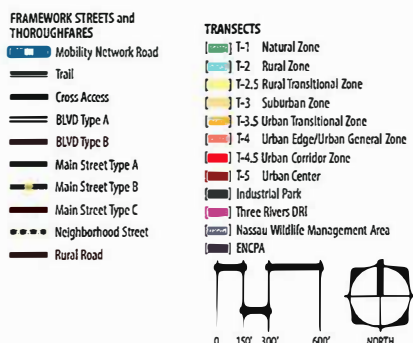 FRAMEWORK STREETS and
THOROUGHFARES
Mobility Network Road
Trail
Cross Access
BLVD Type A
BLVD Type B
Main Street Type A
Main Street Type B
Main Street Type C
Neighborhood Street
Rural Road
TRANSECTS
T-1 Natural Zone
T-2 Rural Zone
T-2.5 Rural Transitional Zone
T-3 Suburban Zone
T-3.5 Urban Transitional Zone
T-4 Urban Edge/Urban General Zone
T-4.5 Urban Corridor Zone
T-5 Urban Center
Industrial Park
Three Rivers DRI
Nassau Wildlife Management Area
ENCPA
0 150' 300' 600' NORTH